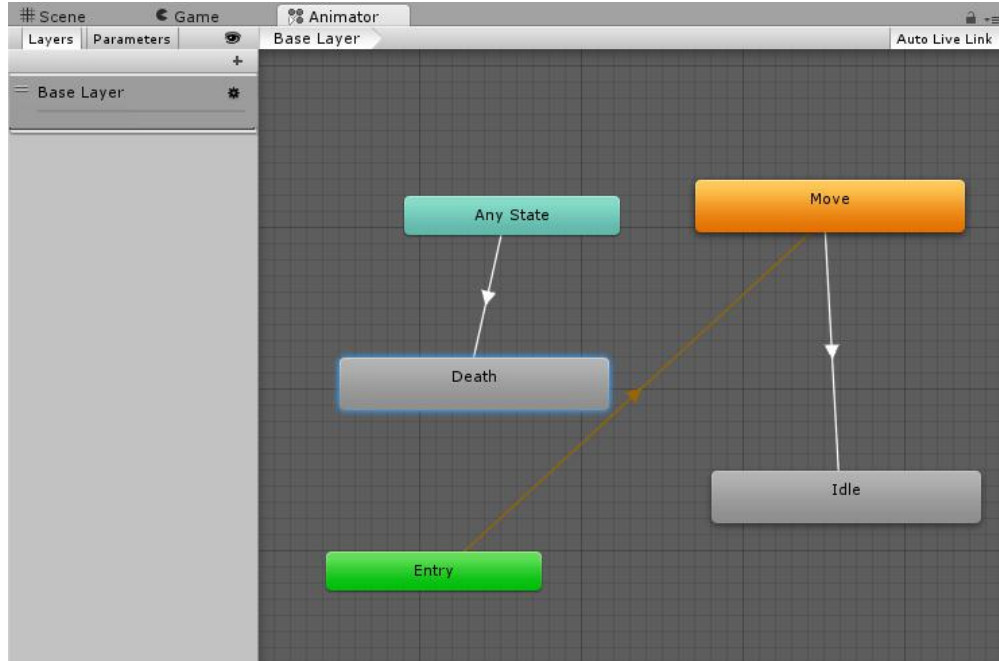 Scene Game Animator
Layers Parameters Base Layer Auto Live Link
+
Base Layer
Any State
Move
Death
Idle
Entry